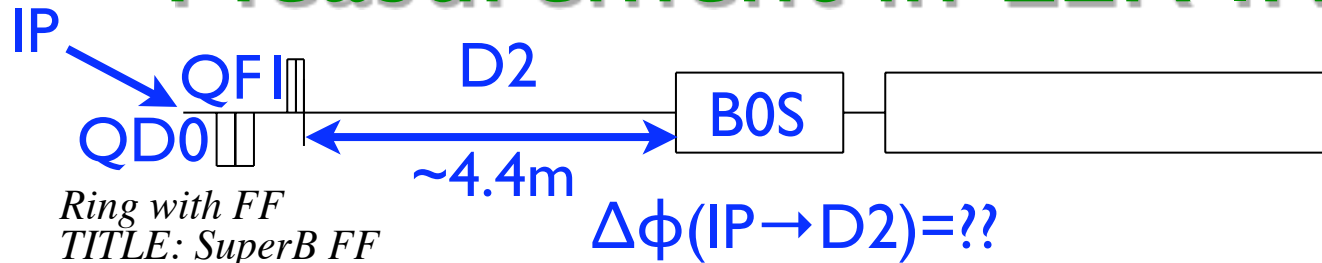 IP
QF1
D2
B0S
QD0
~4.4m
Ring with FF
TITLE: SuperB FF
Δϕ(IP→D2)=??